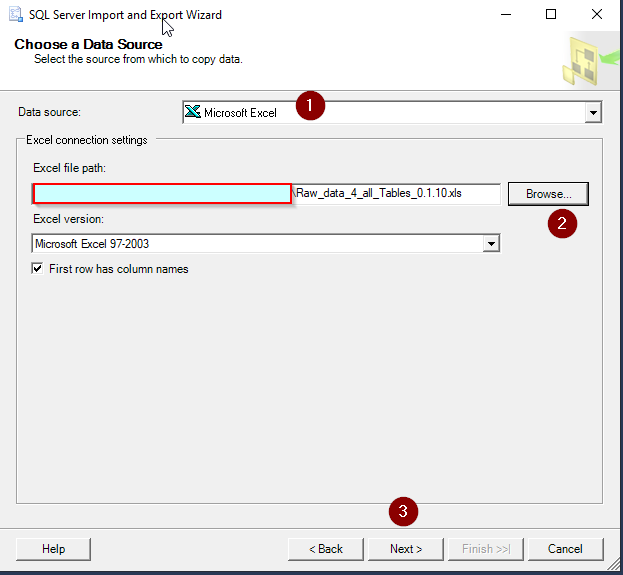 SQL Server Import and Export Wizard
Choose a Data Source
Select the source from which to copy data.
Data source:
Microsoft Excel
1
Excel connection settings
Excel file path:
\Raw_data_4_all_Tables_0.1.10.xls
Browse...
2
Excel version:
Microsoft Excel 97-2003
First row has column names
3
Help
< Back
Next >
Finish >>|
Cancel